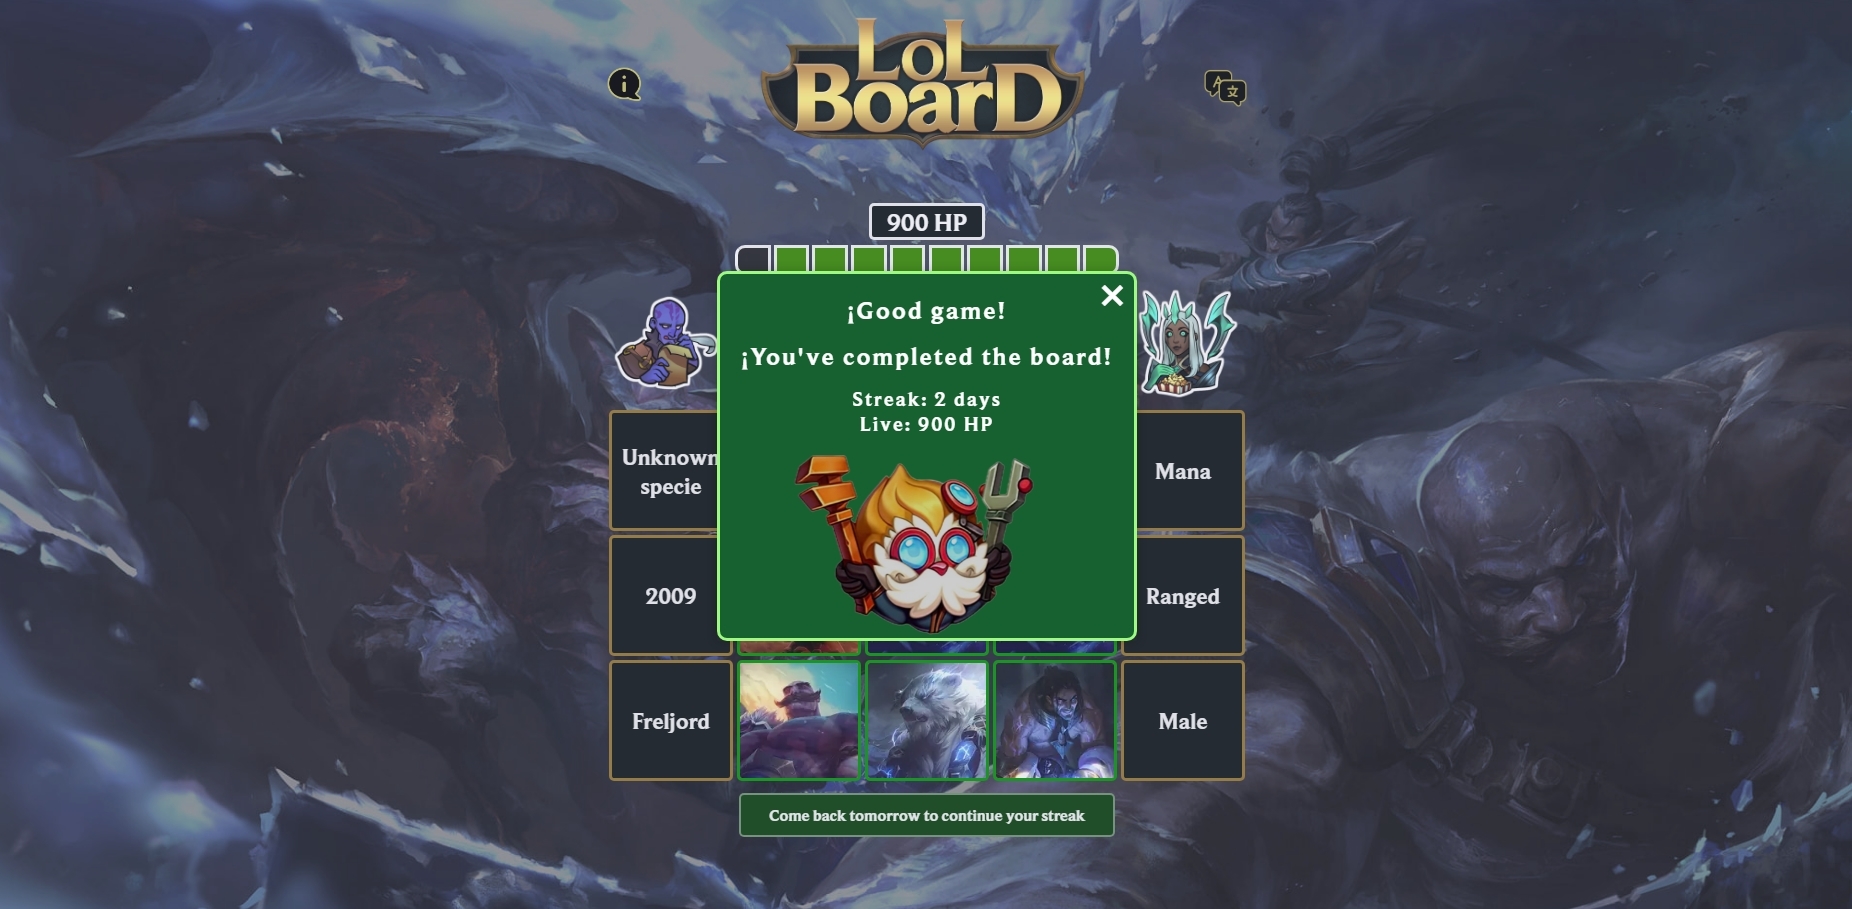 LOL
BOARD
i
A
文
900 HP
¡Good game!
¡You've completed the board!
Streak: 2 days
Live: 900 HP
Unknown
specie
Mana
2009
Ranged
Freljord
Male
Come back tomorrow to continue your streak